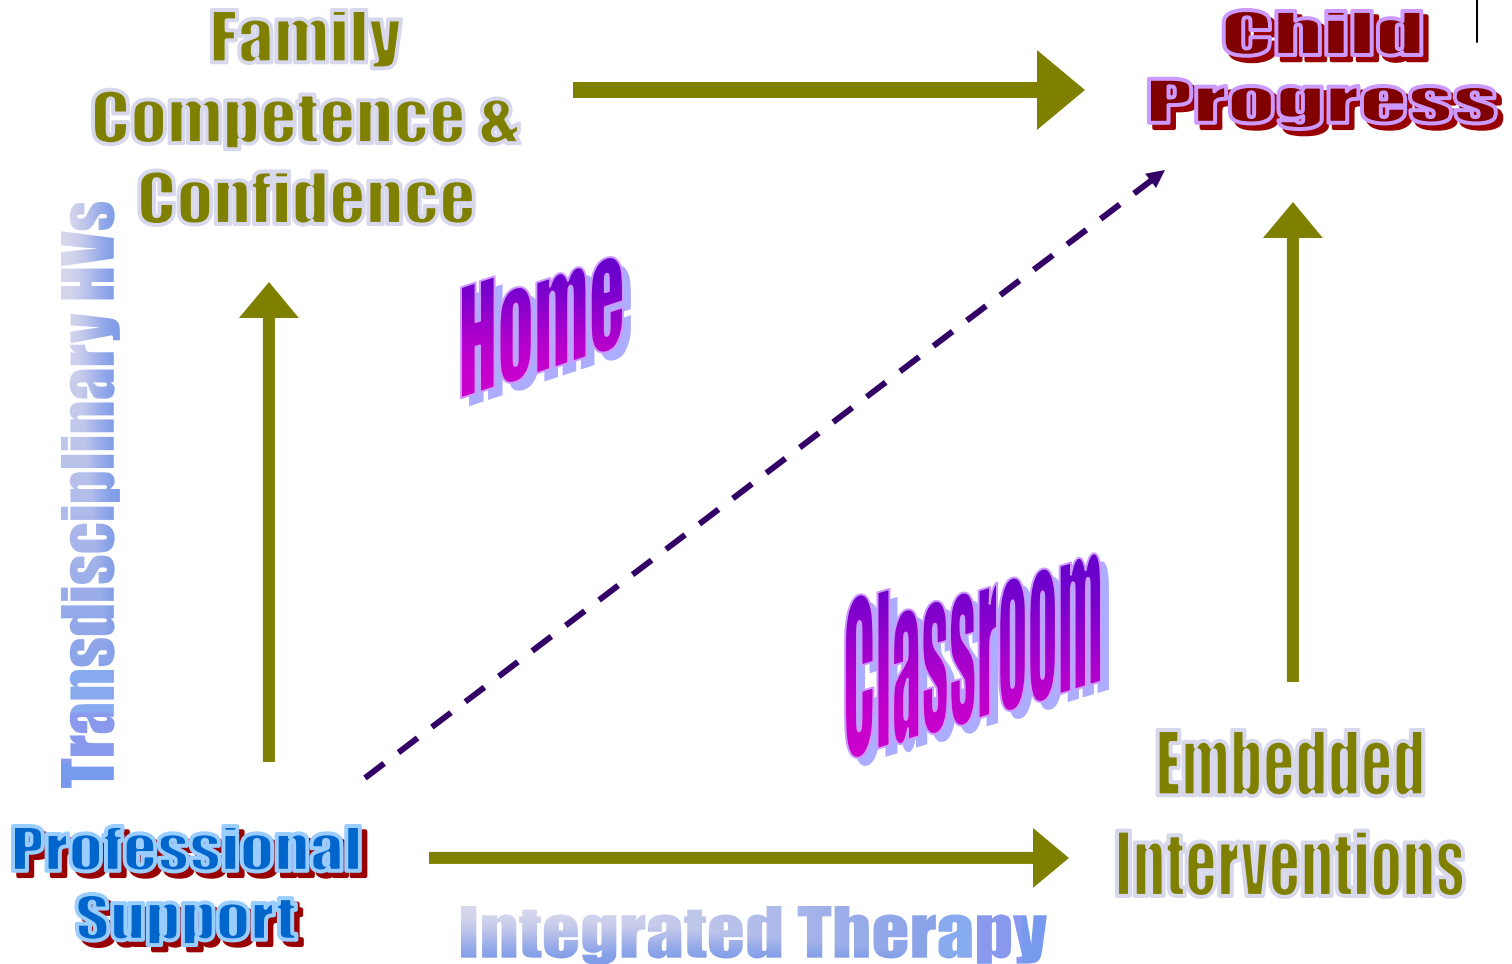 Family
Competence &
Confidence
Child
Progress
Transdisciplinary HVs
Home
Classroom
Embedded
Interventions
Professional
Support
Integrated Therapy